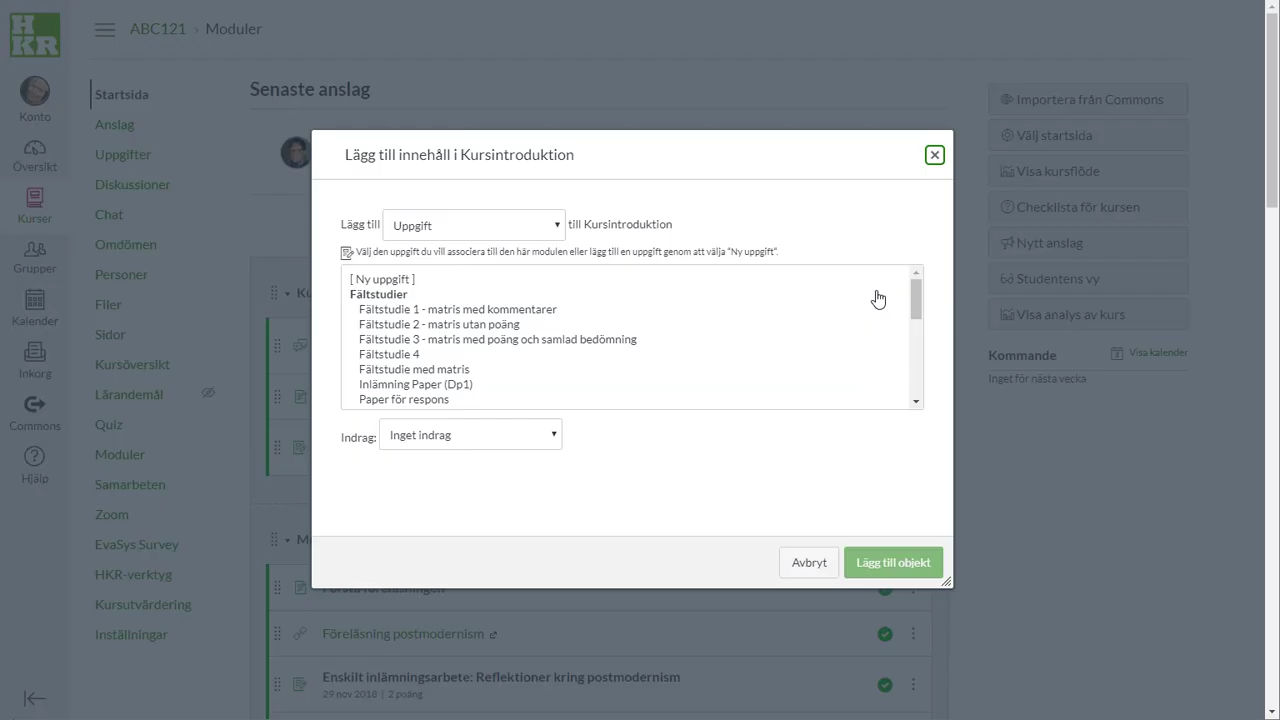 HKR
ABC121 › Moduler
Konto
Översikt
Kurser
Grupper
Kalender
Inkorg
Commons
Hjälp
Startsida
Anslag
Uppgifter
Diskussioner
Chat
Omdömen
Personer
Filer
Sidor
Kursöversikt
Lärandemål
Quiz
Moduler
Samarbeten
Zoom
EvaSys Survey
HKR-verktyg
Kursutvärdering
Inställningar
Senaste anslag
Lägg till innehåll i Kursintroduktion
Lägg till Uppgift till Kursintroduktion
Välj den uppgift du vill associera till den här modulen eller lägg till en uppgift genom att välja "Ny uppgift".
[ Ny uppgift ]
Fältstudier
Fältstudie 1 - matris med kommentarer
Fältstudie 2 - matris utan poäng
Fältstudie 3 - matris med poäng och samlad bedömning
Fältstudie 4
Fältstudie med matris
Inlämning Paper (Dp1)
Paper för respons
Indrag: Inget indrag
Avbryt
Lägg till objekt
Första föreläsningen
Föreläsning postmodernism
Enskilt inlämningsarbete: Reflektioner kring postmodernism
29 nov 2018 | 2 poäng
Importera från Commons
Välj startsida
Visa kursflöde
Checklista för kursen
Nytt anslag
Studentens vy
Visa analys av kurs
Kommande
Visa kalender
Inget för nästa vecka